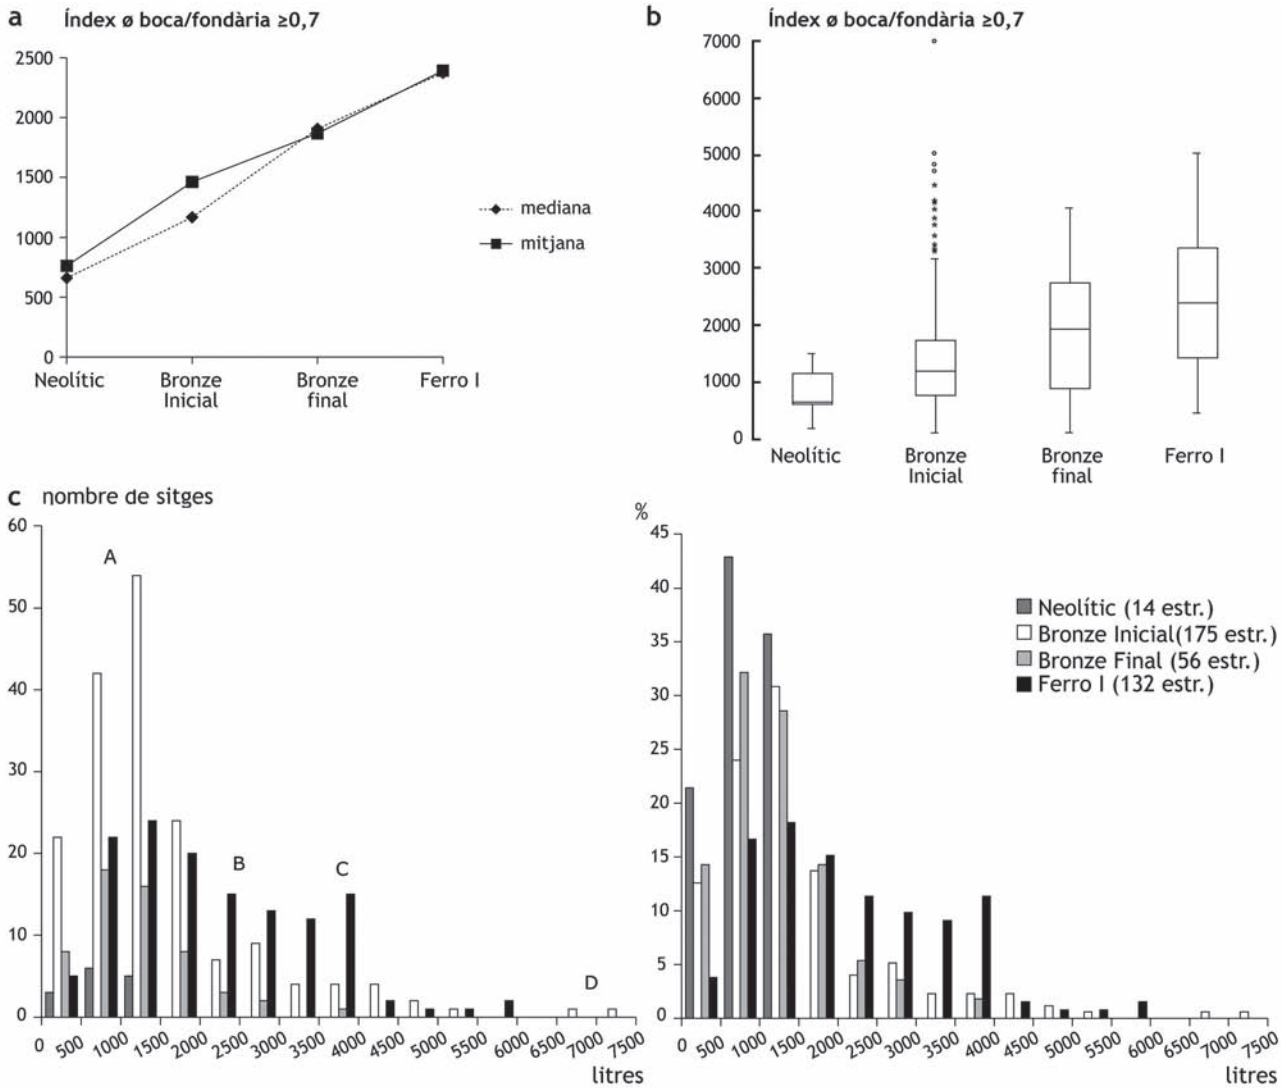 a Índex ø boca/fondària ≥0,7
2500
2000
1500
1000
500
0
Neolític
Bronze
Inicial
Bronze
final
Ferro I
mediana
mitjana
b Índex ø boca/fondària ≥0,7
7000
6000
5000
4000
3000
2000
1000
0
Neolític
Bronze
Inicial
Bronze
final
Ferro I
c nombre de sitges
60
50
40
30
20
10
0
A
B
C
D
0 500 1000 1500 2000 2500 3000 3500 4000 4500 5000 5500 6000 6500 7000 7500
litres
%
45
40
35
30
25
20
15
10
5
0
Neolític (14 estr.)
Bronze Inicial(175 estr.)
Bronze Final (56 estr.)
Ferro I (132 estr.)
0 500 1000 1500 2000 2500 3000 3500 4000 4500 5000 5500 6000 6500 7000 7500
litres